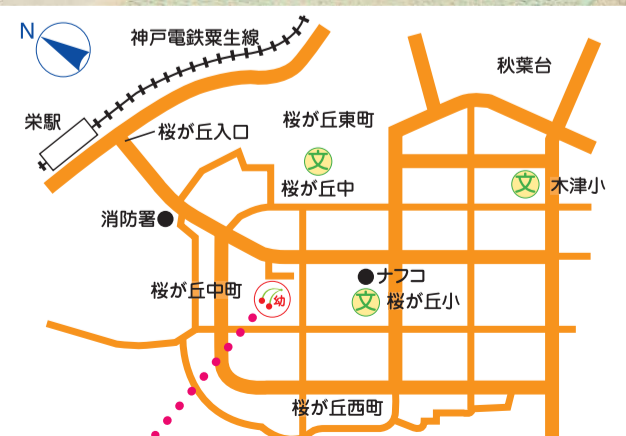 N
神戸電鉄粟生線
秋葉台
栄駅
桜が丘入口
桜が丘東町
文
桜が丘中
文
木津小
消防署
ナフコ
桜が丘中町
幼
文
桜が丘小
桜が丘西町